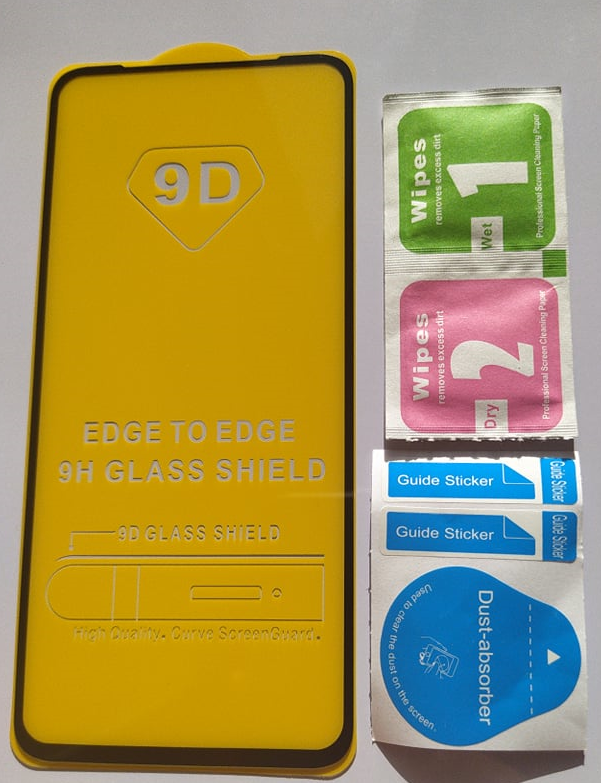 9D
EDGE TO EDGE
9H GLASS SHIELD
9D GLASS SHIELD
High Quality. Curve ScreenGuard.
Wipes
removes excess dirt
Wet
1
Professional Screen Cleaning Paper
Wipes
removes excess dirt
Dry
2
Professional Screen Cleaning Paper
Guide Sticker
Guide Sticker
Guide Sticker
Guide Sticker
Dust-absorber
Used to clear the dust on the screen.